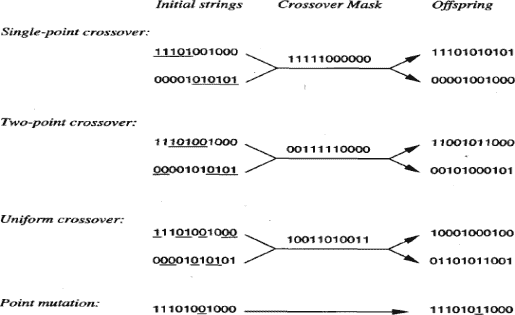 Initial strings Crossover Mask Offspring
Single-point crossover:
11101001000 11101010101
11111000000
00001010101 00001001000
Two-point crossover:
11101001000 11001011000
00111110000
00001010101 00101000101
Uniform crossover:
11101001000 10001000100
10011010011
00001010101 01101011001
Point mutation: 11101001000 11101011000